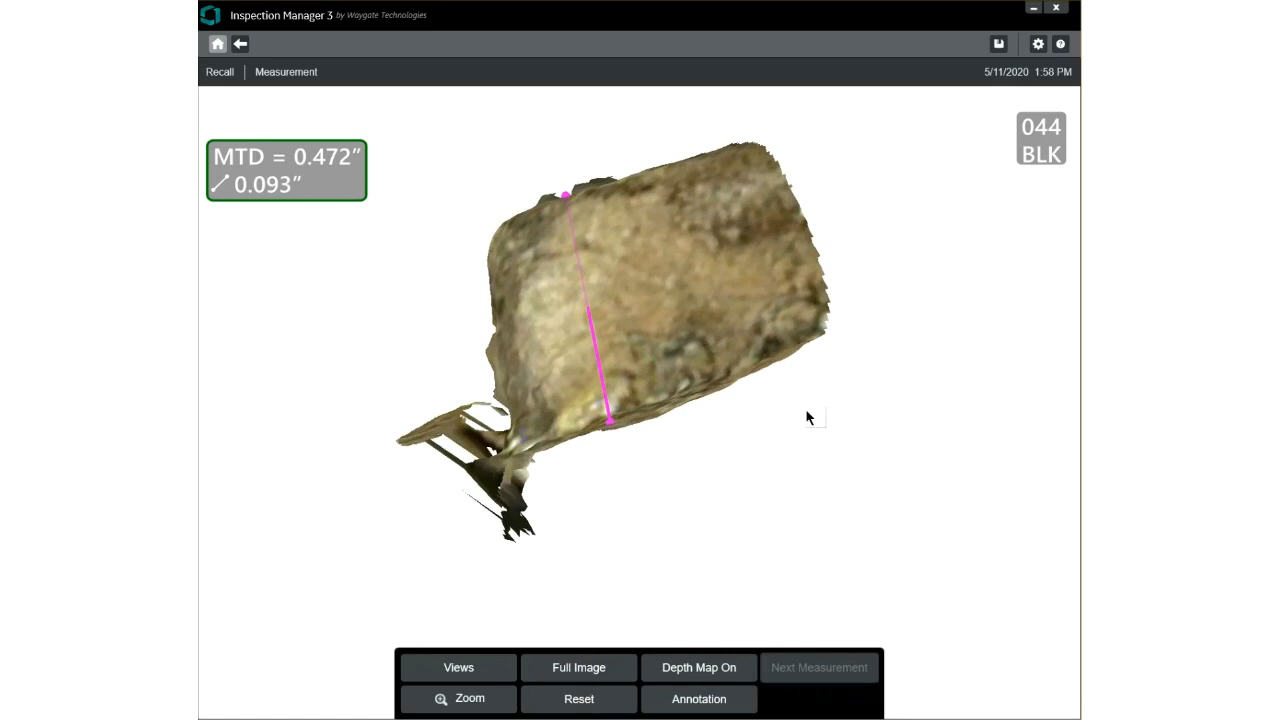 Inspection Manager 3 by Waygate Technologies
Recall | Measurement
5/11/2020 1:58 PM
MTD = 0.472"
0.093"
044
BLK
Views
Full Image
Depth Map On
Next Measurement
Zoom
Reset
Annotation